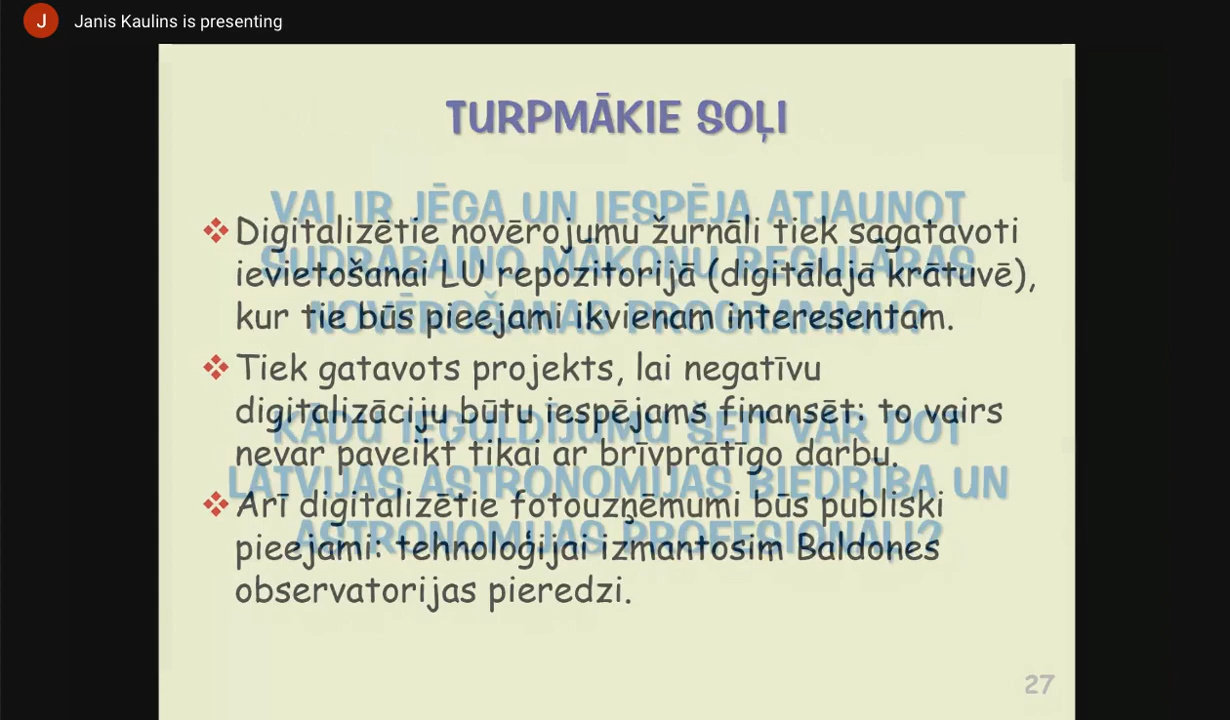 J
Janis Kaulins is presenting
TURPMĀKIE SOĻI
❖ Digitalizētie novērojumu žurnāli tiek sagatavoti
ievietošanai LU repozitorijā (digitālajā krātuvē),
kur tie būs pieejami ikvienam interesentam.
❖ Tiek gatavots projekts, lai negatīvu
digitalizāciju būtu iespējams finansēt: to vairs
nevar paveikt tikai ar brīvprātīgo darbu.
❖ Arī digitalizētie fotouzņēmumi būs publiski
pieejami: tehnoloģijai izmantosim Baldones
observatorijas pieredzi.
VAI IR JĒGA UN IESPĒJA ATJAUNOT
SUDRABAINO MĀKOŅU REGULĀRAS
NOVĒROŠANAS PROGRAMMU?
KĀDU IEGULDĪJUMU ŠEIT VAR DOT
LATVIJAS ASTRONOMIJAS BIEDRĪBA UN
ASTRONOMIJAS PROFESIONĀĻI?
27